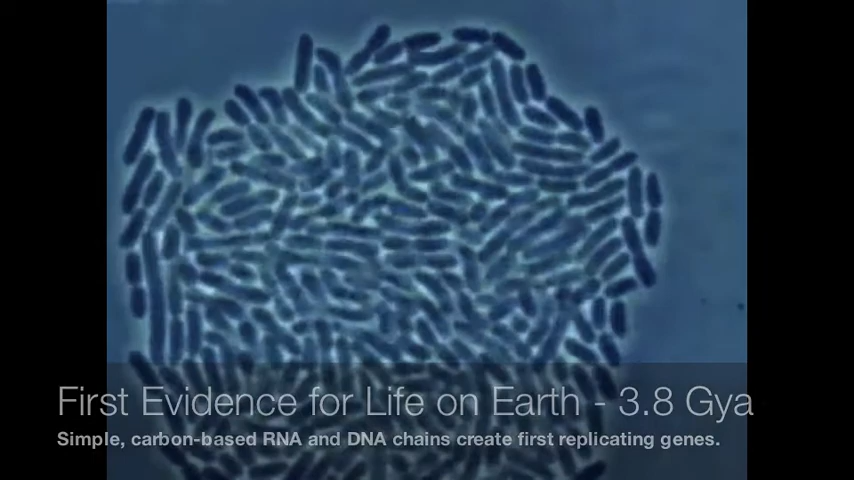 First Evidence for Life on Earth - 3.8 Gya
Simple, carbon-based RNA and DNA chains create first replicating genes.